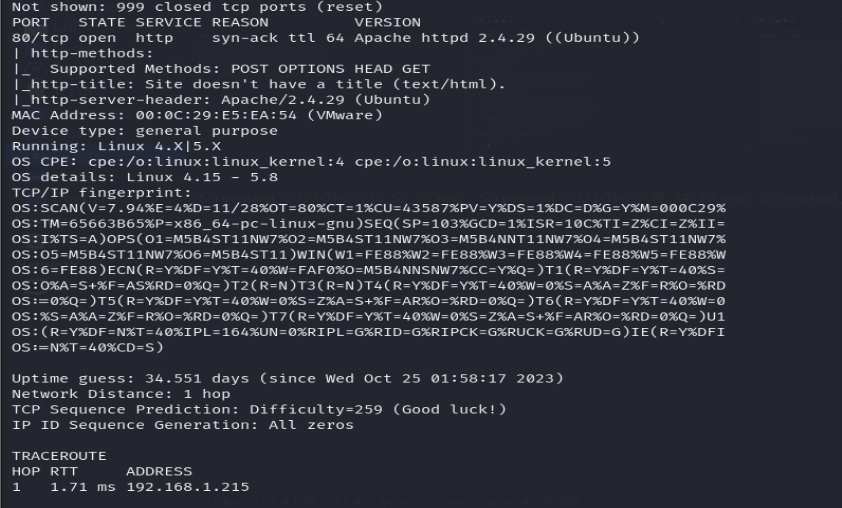 Not shown: 999 closed tcp ports (reset)
PORT   STATE SERVICE REASON         VERSION
80/tcp open  http    syn-ack ttl 64 Apache httpd 2.4.29 ((Ubuntu))
| http-methods:
|_  Supported Methods: POST OPTIONS HEAD GET
|_http-title: Site doesn't have a title (text/html).
|_http-server-header: Apache/2.4.29 (Ubuntu)
MAC Address: 00:0C:29:E5:EA:54 (VMware)
Device type: general purpose
Running: Linux 4.X|5.X
OS CPE: cpe:/o:linux:linux_kernel:4 cpe:/o:linux:linux_kernel:5
OS details: Linux 4.15 - 5.8
TCP/IP fingerprint:
OS:SCAN(V=7.94%E=4%D=11/28%OT=80%CT=1%CU=43587%PV=Y%DS=1%DC=D%G=Y%M=000C29%
OS:TM=65663B65%P=x86_64-pc-linux-gnu)SEQ(SP=103%GCD=1%ISR=10C%TI=Z%CI=Z%II=
OS:I%TS=A)OPS(O1=M5B4ST11NW7%O2=M5B4ST11NW7%O3=M5B4NNT11NW7%O4=M5B4ST11NW7%
OS:O5=M5B4ST11NW7%O6=M5B4ST11)WIN(W1=FE88%W2=FE88%W3=FE88%W4=FE88%W5=FE88%W
OS:6=FE88)ECN(R=Y%DF=Y%T=40%W=FAF0%O=M5B4NNSNW7%CC=Y%Q=)T1(R=Y%DF=Y%T=40%S=
OS:O%A=S+%F=AS%RD=0%Q=)T2(R=N)T3(R=N)T4(R=Y%DF=Y%T=40%W=0%S=A%A=Z%F=R%O=%RD
OS:=0%Q=)T5(R=Y%DF=Y%T=40%W=0%S=Z%A=S+%F=AR%O=%RD=0%Q=)T6(R=Y%DF=Y%T=40%W=0
OS:%S=A%A=Z%F=R%O=%RD=0%Q=)T7(R=Y%DF=Y%T=40%W=0%S=Z%A=S+%F=AR%O=%RD=0%Q=)U1
OS:(R=Y%DF=N%T=40%IPL=164%UN=0%RIPL=G%RID=G%RIPCK=G%RUCK=G%RUD=G)IE(R=Y%DFI
OS:=N%T=40%CD=S)
Uptime guess: 34.551 days (since Wed Oct 25 01:58:17 2023)
Network Distance: 1 hop
TCP Sequence Prediction: Difficulty=259 (Good luck!)
IP ID Sequence Generation: All zeros
TRACEROUTE
HOP RTT     ADDRESS
1   1.71 ms 192.168.1.215